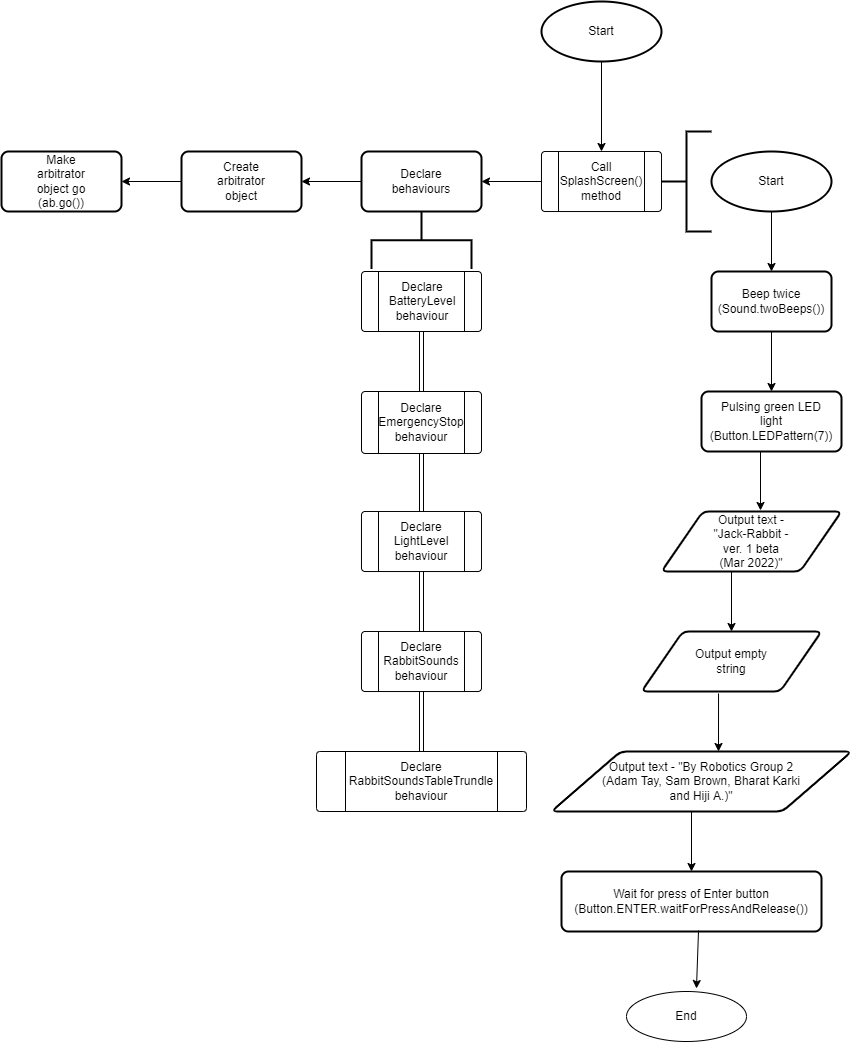 Start
Make
arbitrator
object go
(ab.go())
Create
arbitrator
object
Declare
behaviours
Call
SplashScreen()
method
Start
Declare
BatteryLevel
behaviour
Beep twice
(Sound.twoBeeps())
Declare
EmergencyStop
behaviour
Pulsing green LED
light
(Button.LEDPattern(7))
Declare
LightLevel
behaviour
Output text -
"Jack-Rabbit -
ver. 1 beta
(Mar 2022)"
Declare
RabbitSounds
behaviour
Output empty
string
Declare
RabbitSoundsTableTrundle
behaviour
Output text - "By Robotics Group 2
(Adam Tay, Sam Brown, Bharat Karki
and Hiji A.)"
Wait for press of Enter button
(Button.ENTER.waitForPressAndRelease())
End